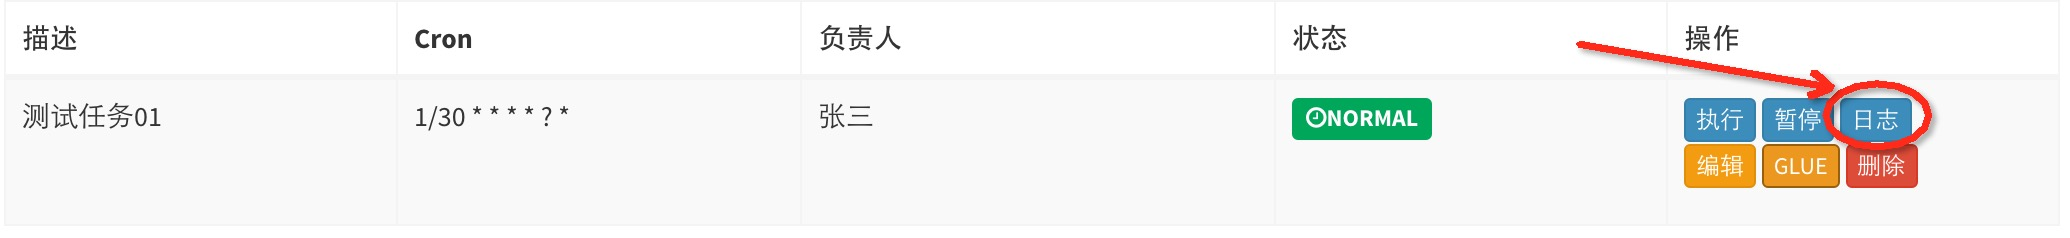 描述 Cron 负责人 状态 操作
测试任务01 1/30 * * * * ? * 张三 NORMAL 执行 暂停 日志
编辑 GLUE 删除